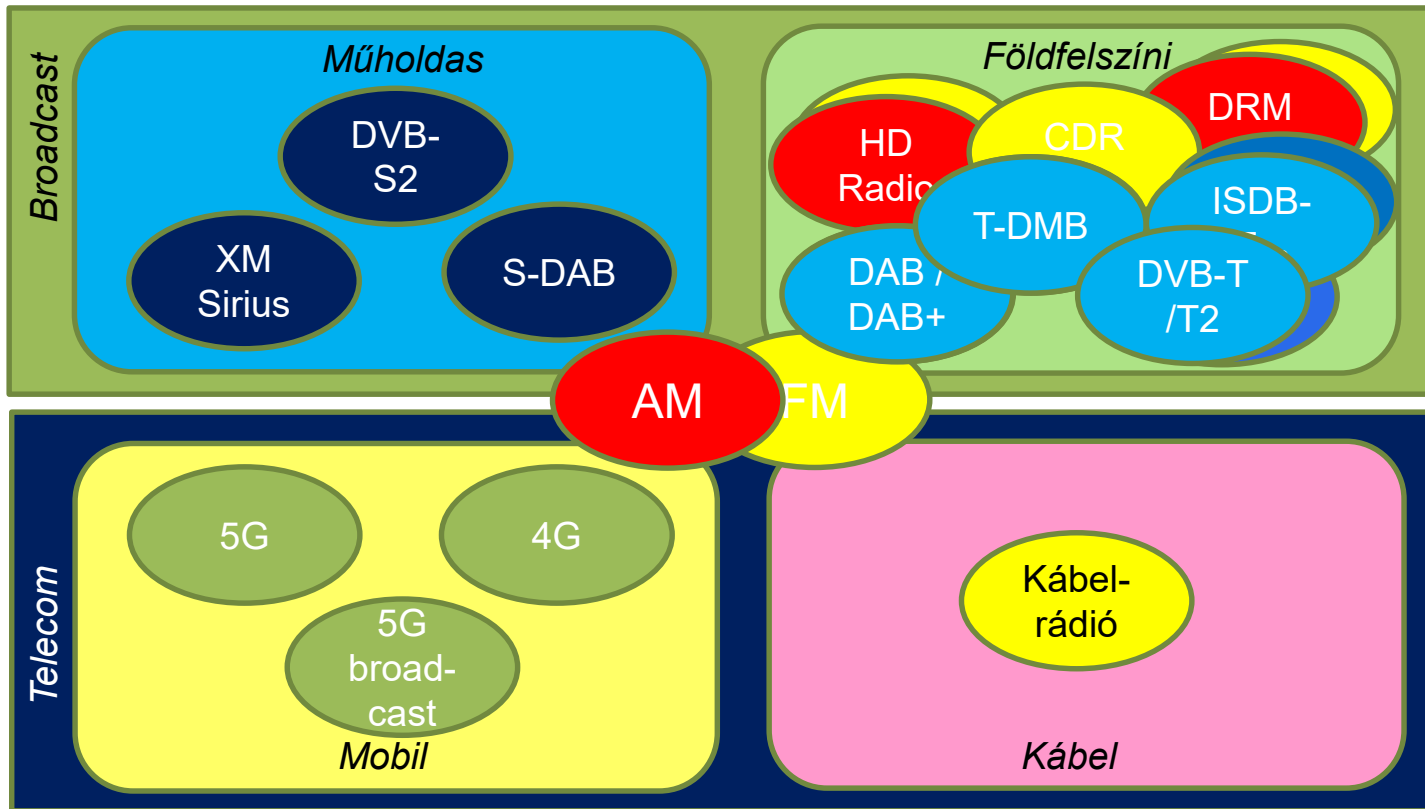 Broadcast
Műholdas
DVB-
S2
XM
Sirius
S-DAB
Földfelszíni
HD
Radio
CDR
DRM
T-DMB
ISDB-
DAB /
DAB+
DVB-T
/T2
AM
FM
Telecom
5G
4G
5G
broad-
cast
Mobil
Kábel-
rádió
Kábel